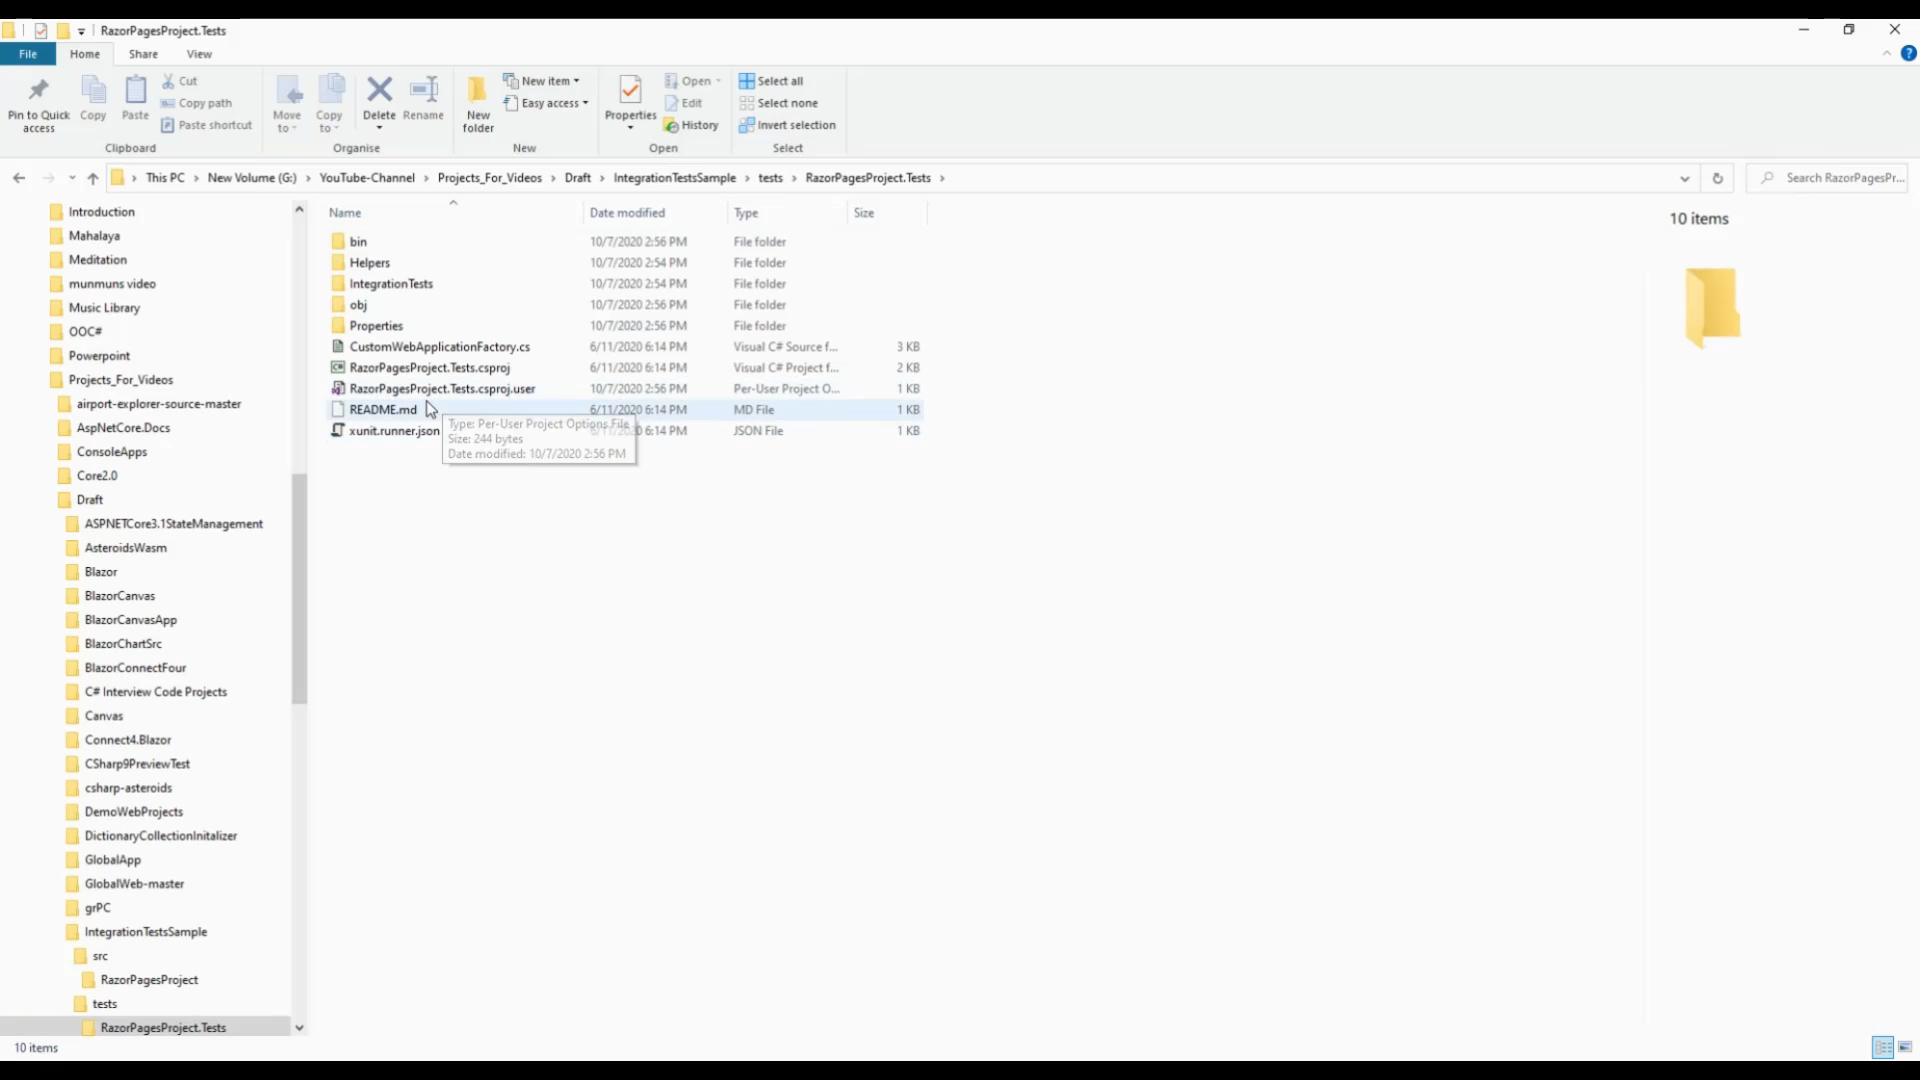 RazorPagesProject.Tests
File Home Share View
Pin to Quick access
Copy
Paste
Cut
Copy path
Paste shortcut
Clipboard
Move to
Copy to
Delete
Rename
Organise
New folder
New item
Easy access
New
Properties
Open
Edit
History
Open
Select all
Select none
Invert selection
Select
This PC > New Volume (G:) > YouTube-Channel > Projects_For_Videos > Draft > IntegrationTestsSample > tests > RazorPagesProject.Tests >
Search RazorPagesPr...
Introduction
Mahalaya
Meditation
munmuns video
Music Library
OOC#
Powerpoint
Projects_For_Videos
airport-explorer-source-master
AspNetCore.Docs
ConsoleApps
Core2.0
Draft
ASPNETCore3.1StateManagement
AsteroidsWasm
Blazor
BlazorCanvas
BlazorCanvasApp
BlazorChartSrc
BlazorConnectFour
C# Interview Code Projects
Canvas
Connect4.Blazor
CSharp9PreviewTest
csharp-asteroids
DemoWebProjects
DictionaryCollectionInitalizer
GlobalApp
GlobalWeb-master
grPC
IntegrationTestsSample
src
RazorPagesProject
tests
RazorPagesProject.Tests
Name Date modified Type Size
bin 10/7/2020 2:56 PM File folder
Helpers 10/7/2020 2:54 PM File folder
IntegrationTests 10/7/2020 2:54 PM File folder
obj 10/7/2020 2:56 PM File folder
Properties 10/7/2020 2:56 PM File folder
CustomWebApplicationFactory.cs 6/11/2020 6:14 PM Visual C# Source f... 3 KB
RazorPagesProject.Tests.csproj 6/11/2020 6:14 PM Visual C# Project f... 2 KB
RazorPagesProject.Tests.csproj.user 10/7/2020 2:56 PM Per-User Project O... 1 KB
README.md 6/11/2020 6:14 PM MD File 1 KB
xunit.runner.json 6:14 PM JSON File 1 KB
Type: Per-User Project Options File
Size: 244 bytes
Date modified: 10/7/2020 2:56 PM
10 items
10 items